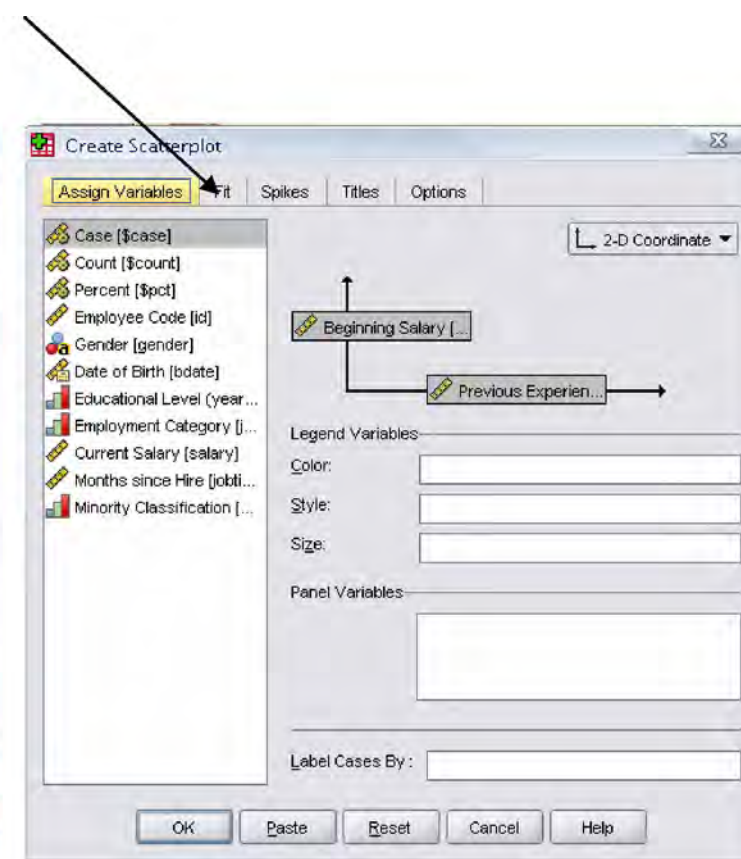 Create Scatterplot
Assign Variables Fit Spikes Titles Options
Case [$case]
Count [$count]
Percent [$pct]
Employee Code [id]
Gender [gender]
Date of Birth [bdate]
Educational Level (year...
Employment Category [j...
Current Salary [salary]
Months since Hire [jobti...
Minority Classification [...
2-D Coordinate
Beginning Salary [...
Previous Experien...
Legend Variables
Color:
Style:
Size:
Panel Variables
Label Cases By :
OK Paste Reset Cancel Help